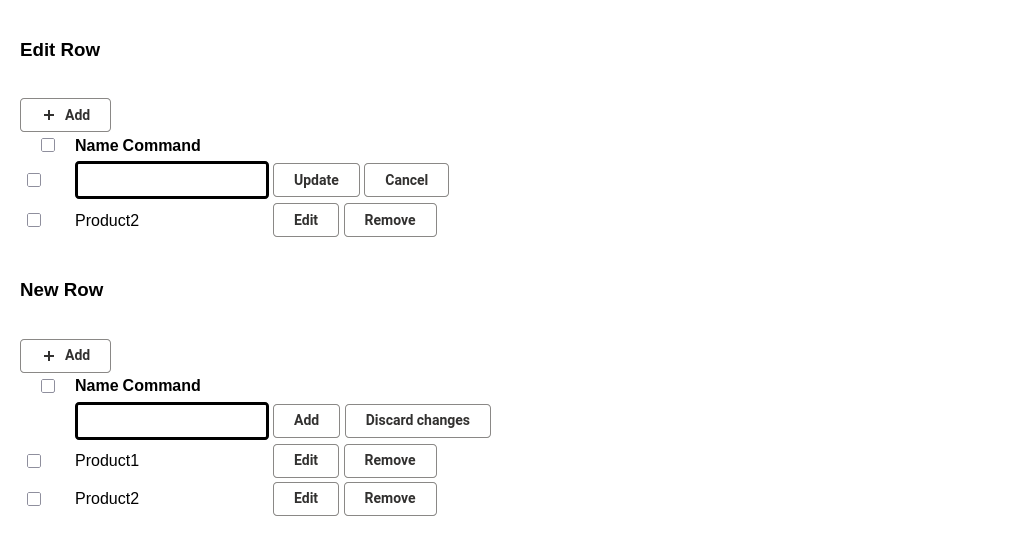 Edit Row
+ Add
Name Command
Update Cancel
Product2 Edit Remove
New Row
+ Add
Name Command
Add Discard changes
Product1 Edit Remove
Product2 Edit Remove